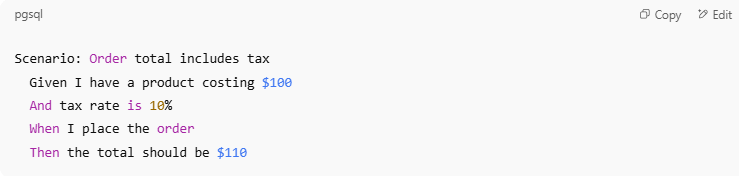 pgsql
Copy
Edit
Scenario: Order total includes tax
Given I have a product costing $100
And tax rate is 10%
When I place the order
Then the total should be $110